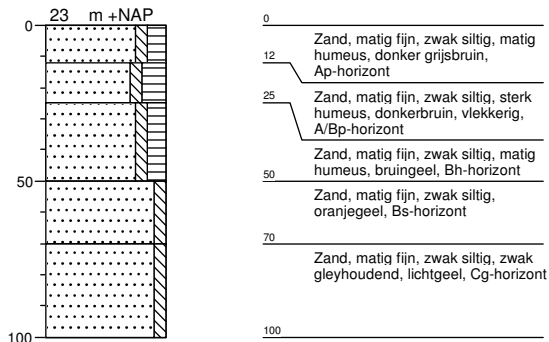 23 m +NAP
0
50
100
0
Zand, matig fijn, zwak siltig, matig
humeus, donker grijsbruin,
Ap-horizont
12
Zand, matig fijn, zwak siltig, sterk
humeus, donkerbruin, vlekkerig,
A/Bp-horizont
25
Zand, matig fijn, zwak siltig, matig
humeus, bruingeel, Bh-horizont
50
Zand, matig fijn, zwak siltig,
oranjegeel, Bs-horizont
70
Zand, matig fijn, zwak siltig, zwak
gleyhoudend, lichtgeel, Cg-horizont
100